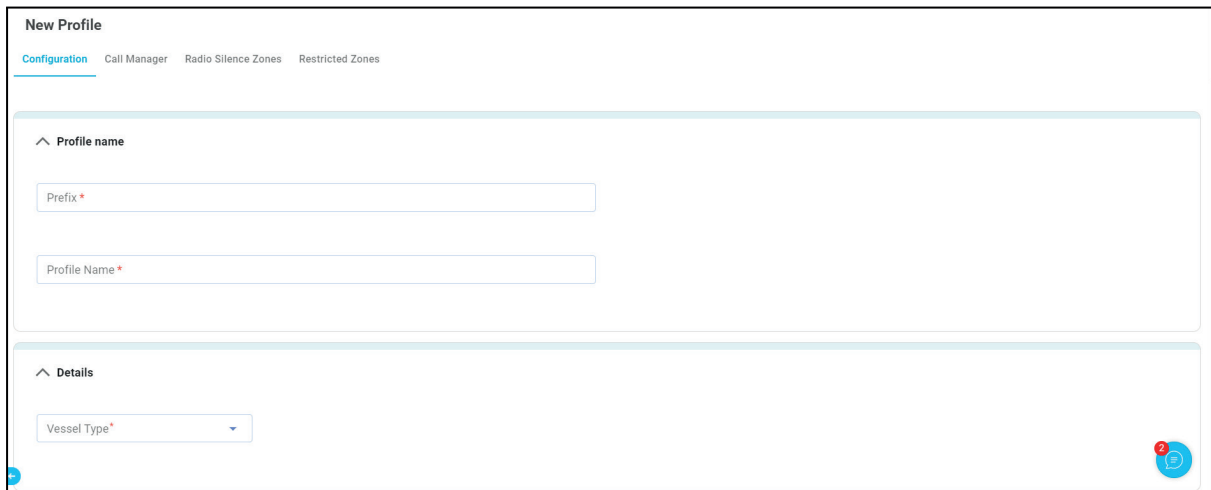 New Profile
Configuration Call Manager Radio Silence Zones Restricted Zones
Profile name
Prefix *
Profile Name *
Details
Vessel Type*
2